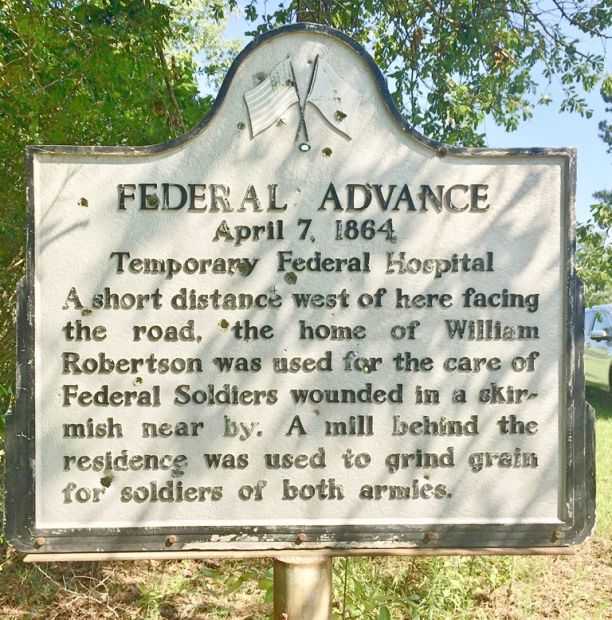 FEDERAL ADVANCE
April 7, 1864
Temporary Federal Hospital
A short distance west of here facing
the road, the home of William
Robertson was used for the care of
Federal Soldiers wounded in a skir-
mish near by. A mill behind the
residence was used to grind grain
for soldiers of both armies.